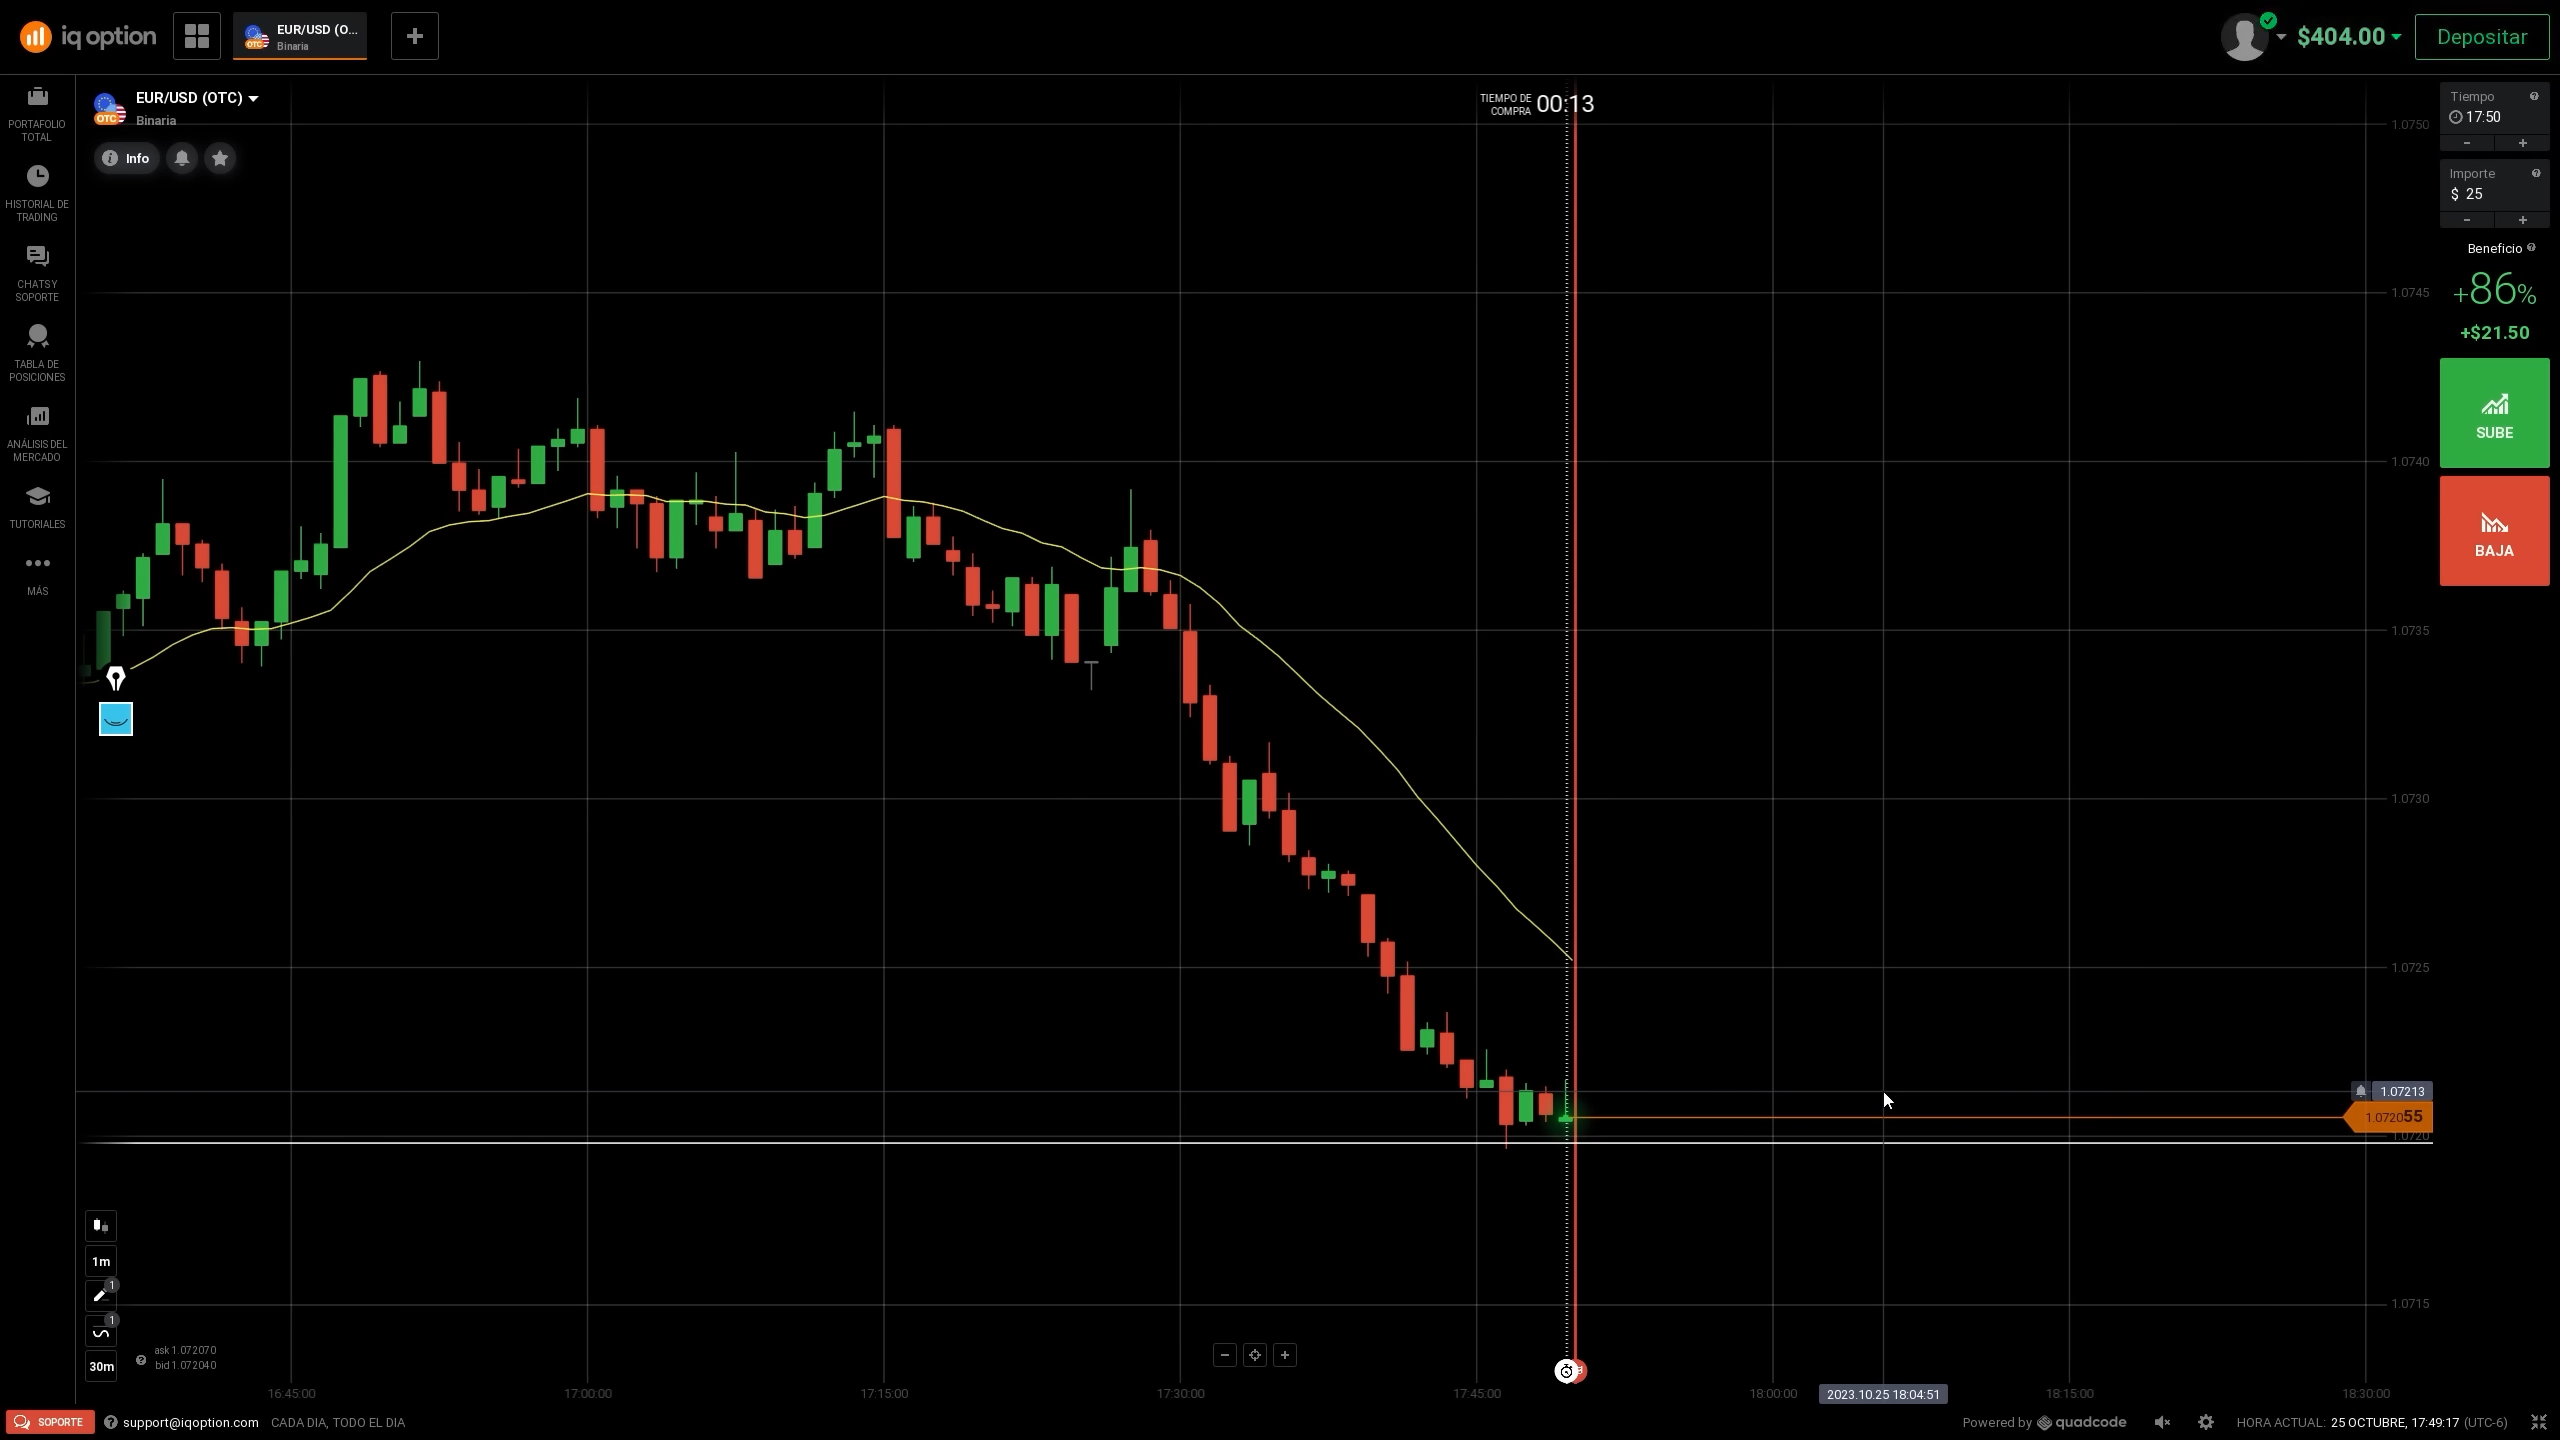 iq option
EUR/USD (O...
Binaria
$404.00
Depositar
PORTAFOLIO
TOTAL
HISTORIAL DE
TRADING
CHATS Y
SOPORTE
TABLA DE
POSICIONES
ANÁLISIS DEL
MERCADO
TUTORIALES
MÁS
EUR/USD (OTC)
OTC
Binaria
Info
TIEMPO DE
COMPRA
00:13
1.0750
1.0745
1.0740
1.0735
1.0730
1.0725
1.07213
1.072055
1.0720
1.0715
Tiempo
17:50
- +
Importe
$ 25
- +
Beneficio
+86%
+$21.50
SUBE
BAJA
1m
1
1
30m
ask 1.072070
bid 1.072040
- +
16:45:00
17:00:00
17:15:00
17:30:00
17:45:00
18:00:00
2023.10.25 18:04:51
18:15:00
18:30:00
SOPORTE
support@iqoption.com
CADA DIA, TODO EL DIA
Powered by quadcode
HORA ACTUAL: 25 OCTUBRE, 17:49:17 (UTC-6)